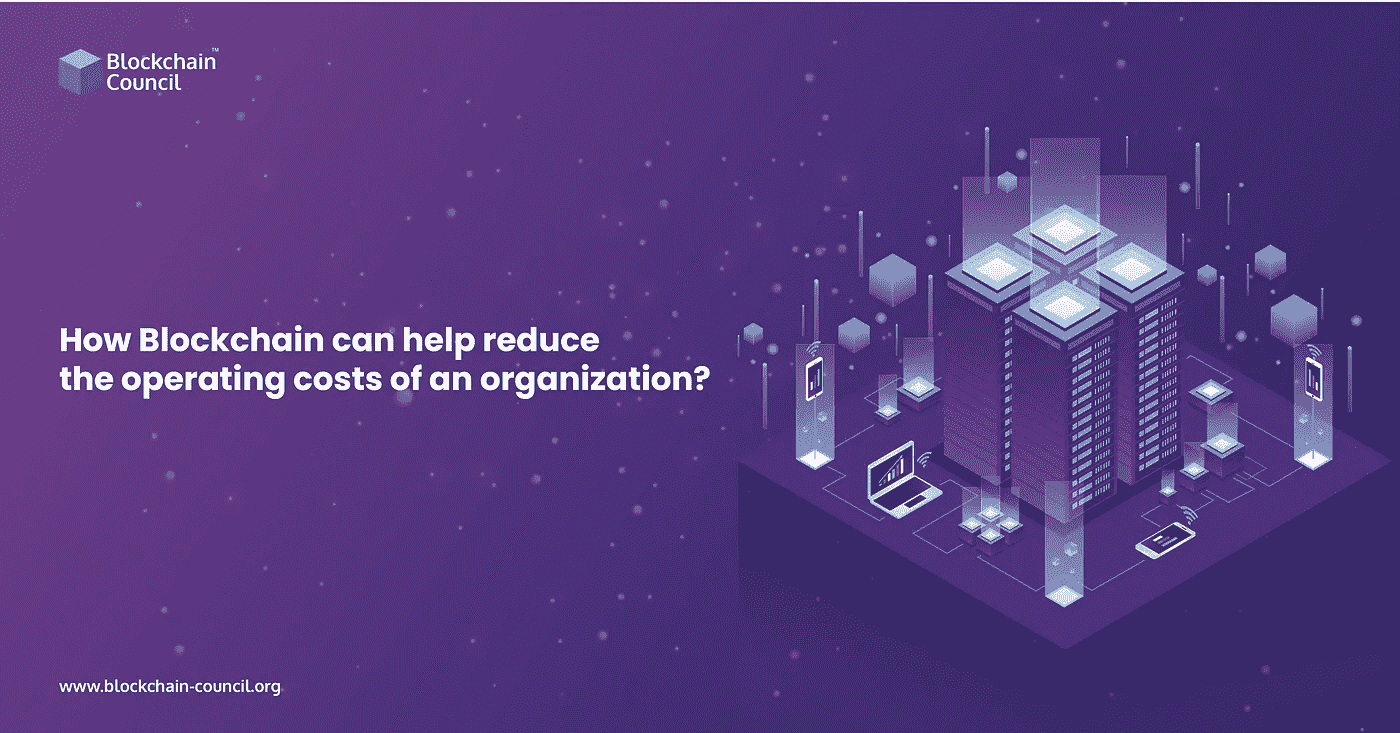 Blockchain™
Council
How Blockchain can help reduce
the operating costs of an organization?
www.blockchain-council.org